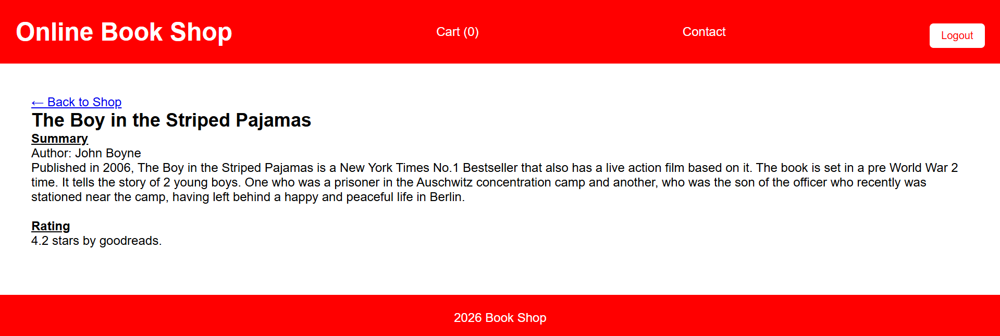 Online Book Shop
Cart (0)
Contact
Logout
← Back to Shop
The Boy in the Striped Pajamas
Summary
Author: John Boyne
Published in 2006, The Boy in the Striped Pajamas is a New York Times No.1 Bestseller that also has a live action film based on it. The book is set in a pre World War 2
time. It tells the story of 2 young boys. One who was a prisoner in the Auschwitz concentration camp and another, who was the son of the officer who recently was
stationed near the camp, having left behind a happy and peaceful life in Berlin.
Rating
4.2 stars by goodreads.
2026 Book Shop